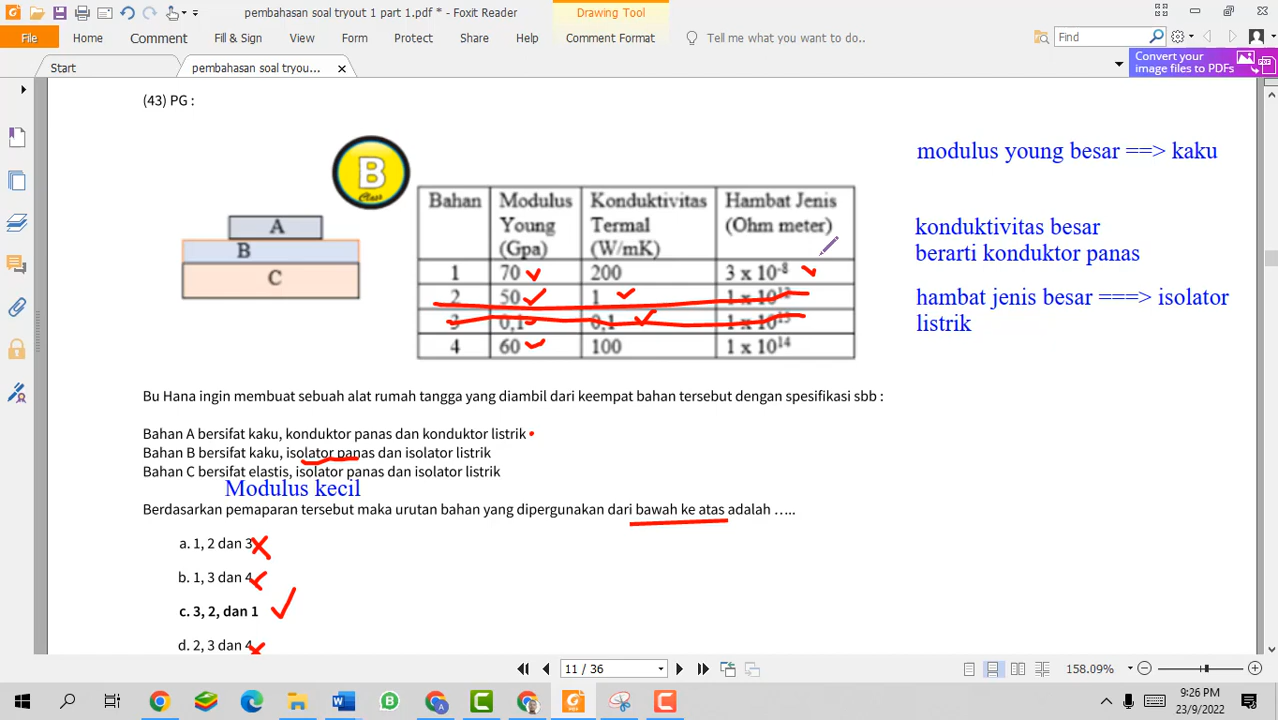 pembahasan soal tryout 1 part 1.pdf * - Foxit Reader
Drawing Tool
File
Home
Comment
Fill & Sign
View
Form
Protect
Share
Help
Comment Format
Tell me what you want to do..
Find
Start
pembahasan soal tryou...
Convert your
image files to PDFs
(43) PG :
modulus young besar ==> kaku
B
Class
A
B
C
Bahan
Modulus
Young
(Gpa)
Konduktivitas
Termal
(W/mK)
Hambat Jenis
(Ohm meter)
1 70 200 3 x 10-8
2 50 1 1 x 10
3 0,1 0,1 1 x 10
4 60 100 1 x 1014
konduktivitas besar
berarti konduktor panas
hambat jenis besar ===> isolator
listrik
Bu Hana ingin membuat sebuah alat rumah tangga yang diambil dari keempat bahan tersebut dengan spesifikasi sbb :
Bahan A bersifat kaku, konduktor panas dan konduktor listrik
Bahan B bersifat kaku, isolator panas dan isolator listrik
Bahan C bersifat elastis, isolator panas dan isolator listrik
Modulus kecil
Berdasarkan pemaparan tersebut maka urutan bahan yang dipergunakan dari bawah ke atas adalah …..
a. 1, 2 dan 3
b. 1, 3 dan 4
c. 3, 2, dan 1
d. 2, 3 dan 4
11 / 36
158.09%
9:26 PM
23/9/2022